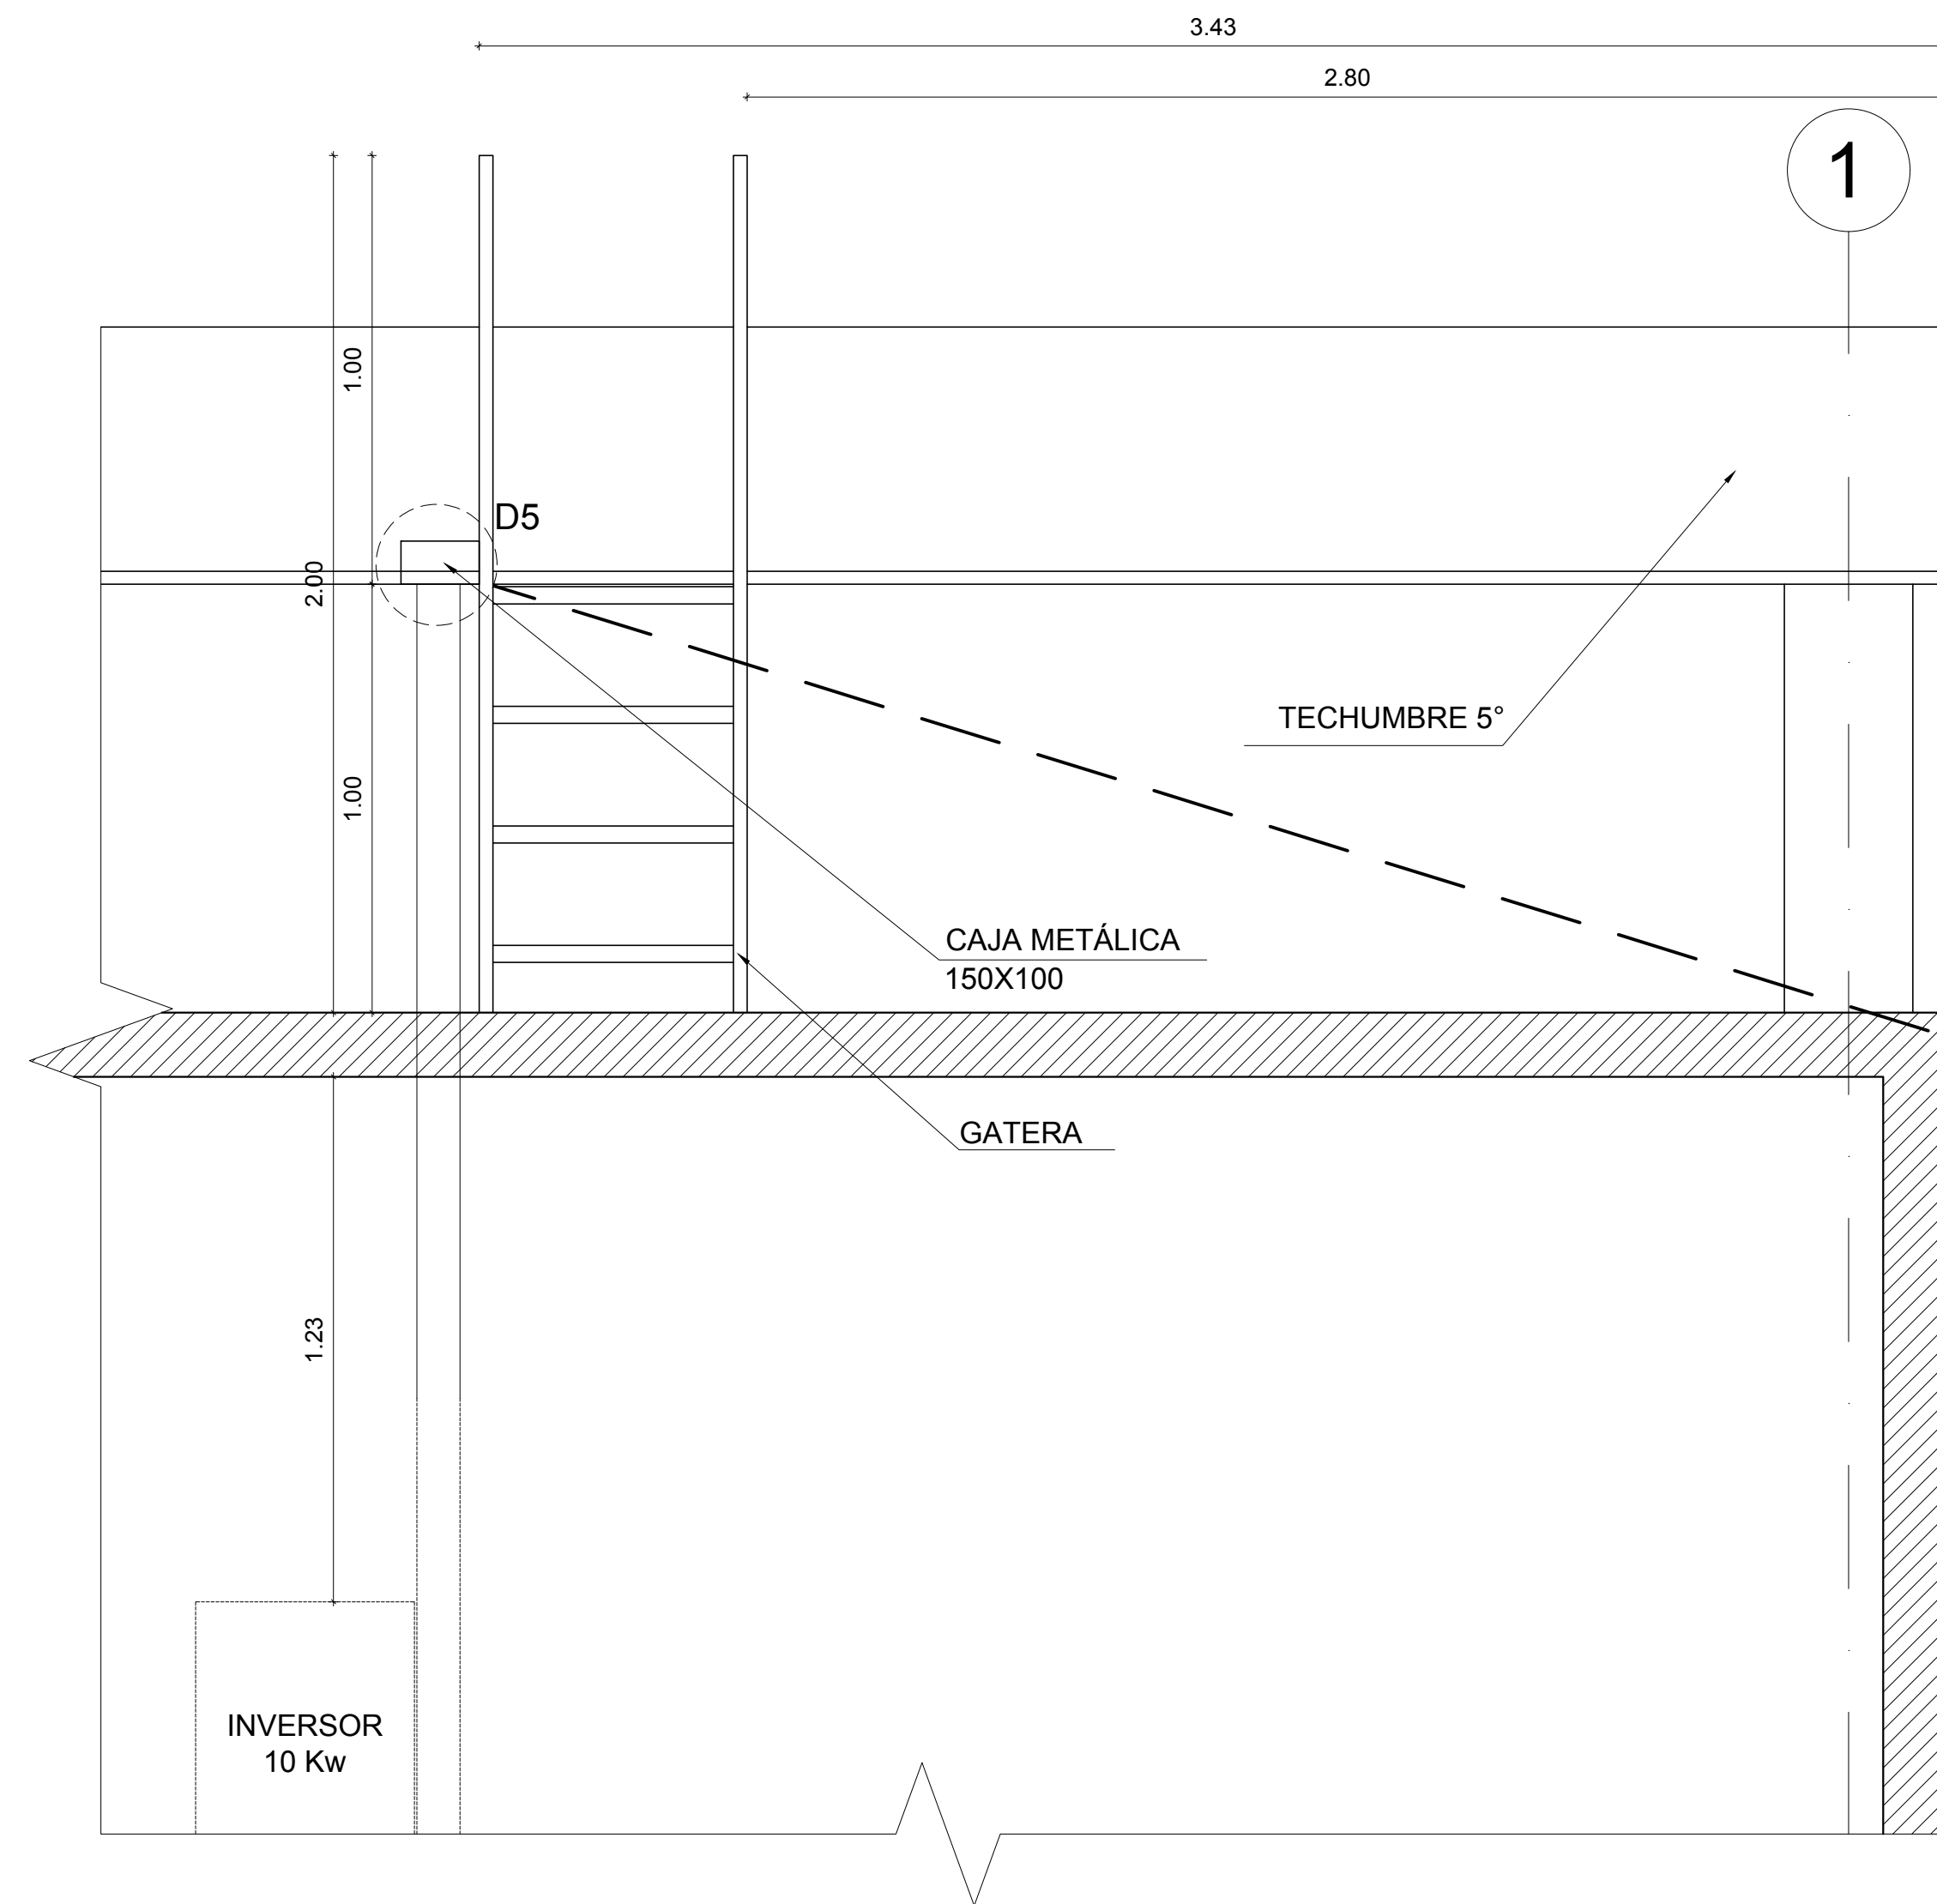 3.43
2.80
1
1.00
D5
2.00
TECHUMBRE 5°
1.00
CAJA METÁLICA
150X100
GATERA
1.23
INVERSOR
10 Kw